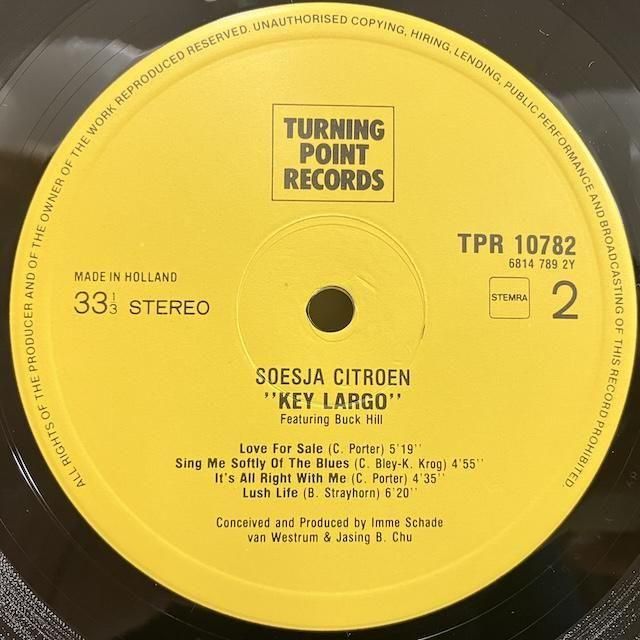 ALL RIGHTS OF THE PRODUCER AND OF THE OWNER OF THE WORK REPRODUCED RESERVED. UNAUTHORISED COPYING, HIRING, LENDING, PUBLIC PERFORMANCE AND BROADCASTING OF THIS RECORD PROHIBITED.
TURNING
POINT
RECORDS
TPR 10782
6814 789 2Y
MADE IN HOLLAND
33 1/3 STEREO
STEMRA
2
SOESJA CITROEN
"KEY LARGO"
Featuring Buck Hill
Love For Sale (C. Porter) 5'19''
Sing Me Softly Of The Blues (C. Bley-K. Krog) 4'55''
It's All Right With Me (C. Porter) 4'35''
Lush Life (B. Strayhorn) 6'20''
Conceived and Produced by Imme Schade
van Westrum & Jasing B. Chu